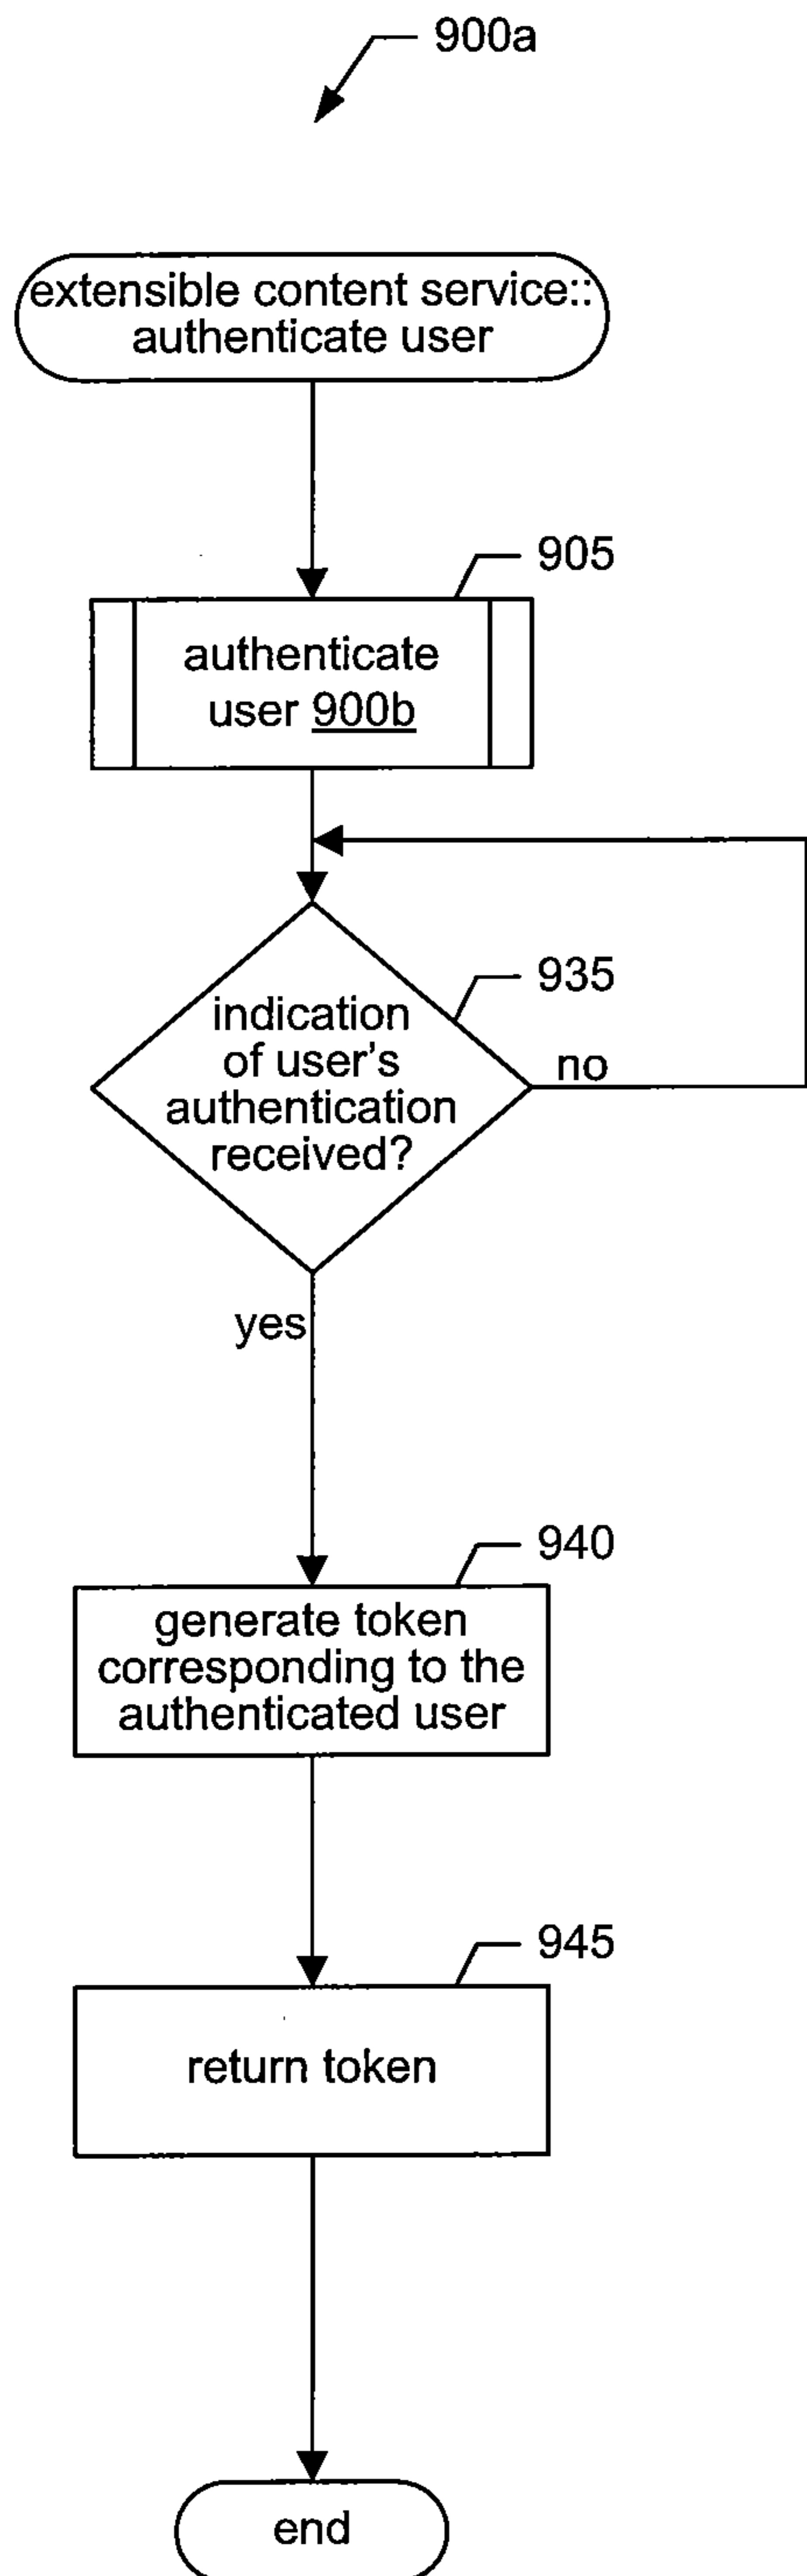 900a
extensible content service::
authenticate user
905
authenticate
user 900b
935
indication
of user's
authentication
received?
no
yes
940
generate token
corresponding to the
authenticated user
945
return token
end